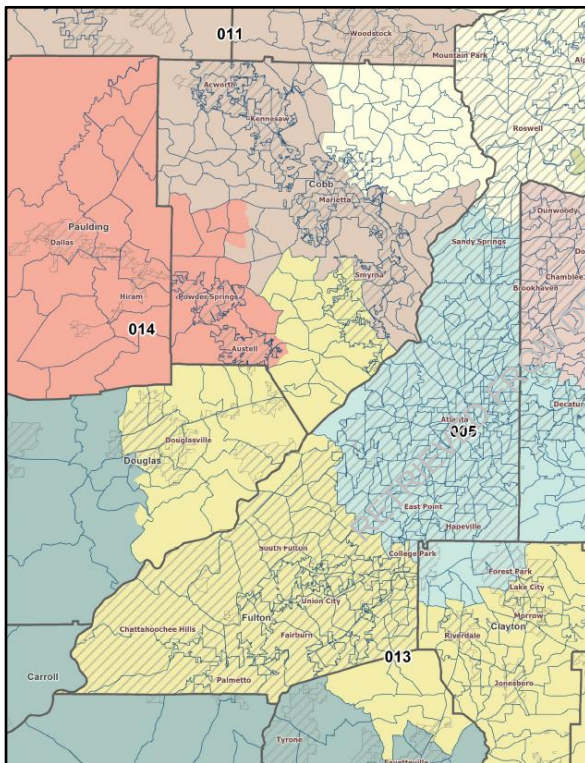 011
Woodstock
Mountain Park
Acworth
Kennesaw
Roswell
Cobb
Marietta
Paulding
Dallas
Dunwoody
Sandy Springs
Chamblee
Brookhaven
Smyrna
Hiram
Powder Springs
014
Austell
Decatur
Atlanta
005
Douglasville
Douglas
East Point
Hapeville
South Fulton
College Park
Forest Park
Lake City
Union City
Morrow
Chattahoochee Hills
Fulton
Clayton
Fairburn
Riverdale
013
Carroll
Palmetto
Jonesboro
Tyrone
Fayetteville